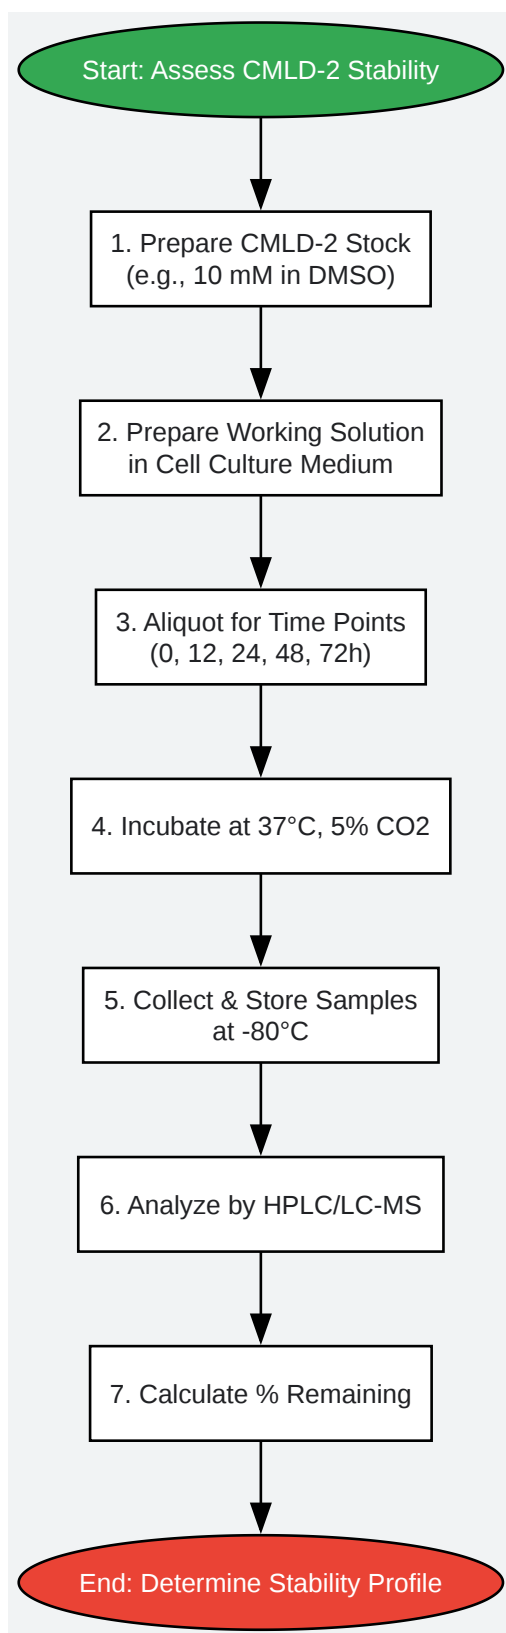 Start: Assess CMLD-2 Stability
1. Prepare CMLD-2 Stock
(e.g., 10 mM in DMSO)
2. Prepare Working Solution
in Cell Culture Medium
3. Aliquot for Time Points
(0, 12, 24, 48, 72h)
4. Incubate at 37°C, 5% CO2
5. Collect & Store Samples
at -80°C
6. Analyze by HPLC/LC-MS
7. Calculate % Remaining
End: Determine Stability Profile